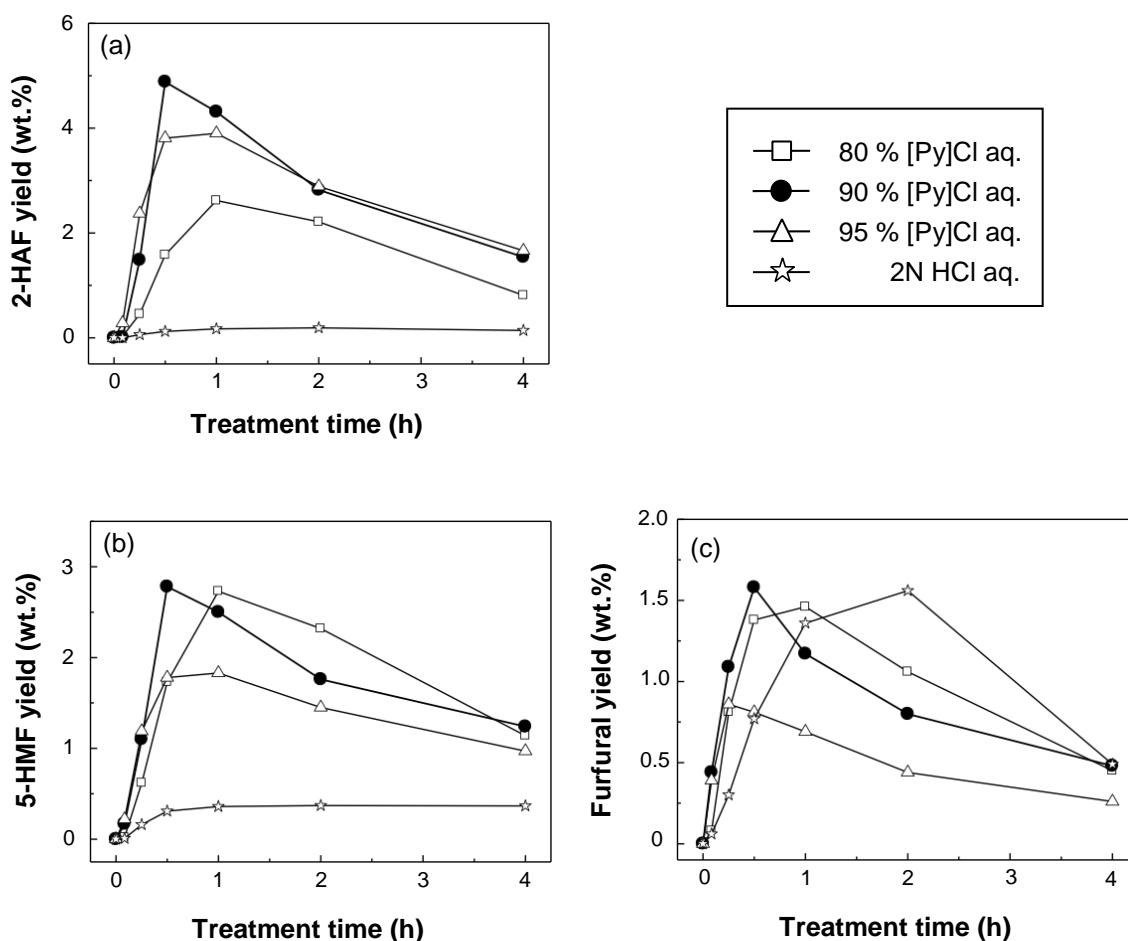 (a)
2-HAF yield (wt.%)
6
4
2
0
0 1 2 3 4
Treatment time (h)
80 % [Py]Cl aq.
90 % [Py]Cl aq.
95 % [Py]Cl aq.
2N HCl aq.
(b)
5-HMF yield (wt.%)
3
2
1
0
0 1 2 3 4
Treatment time (h)
(c)
Furfural yield (wt.%)
2.0
1.5
1.0
0.5
0
0 1 2 3 4
Treatment time (h)